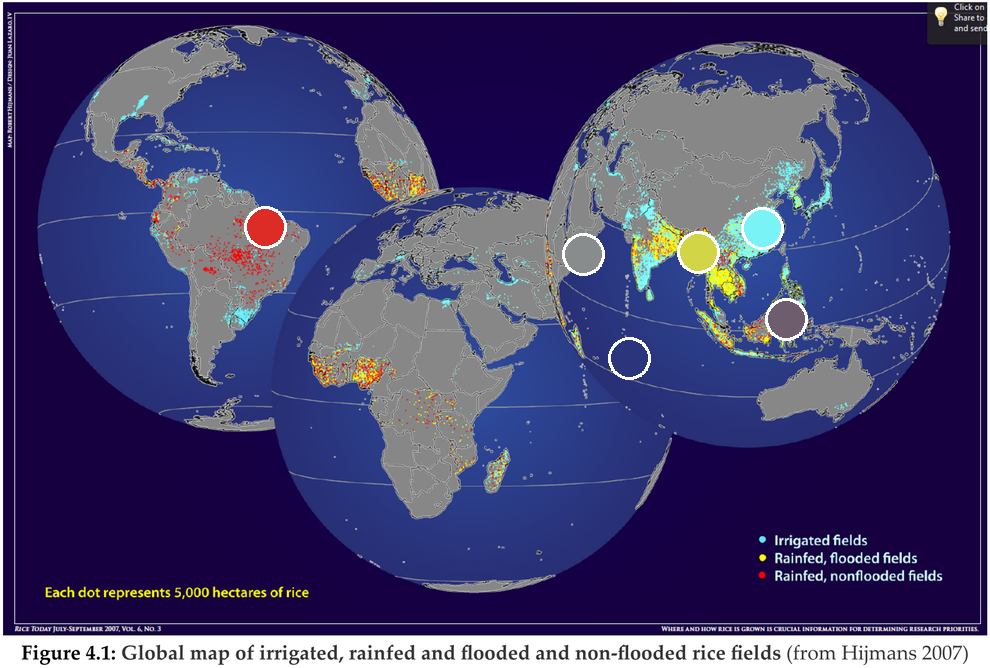 Click on
Share to
and send
MAP: ROBERT HIJMANS / DESIGN: JUAN LAZARO, IV
Irrigated fields
Rainfed, flooded fields
Rainfed, nonflooded fields
Each dot represents 5,000 hectares of rice
RICE TODAY JULY-SEPTEMBER 2007, VOL. 6, NO. 3
WHERE AND HOW RICE IS GROWN IS CRUCIAL INFORMATION FOR DETERMINING RESEARCH PRIORITIES.
Figure 4.1: Global map of irrigated, rainfed and flooded and non-flooded rice fields (from Hijmans 2007)